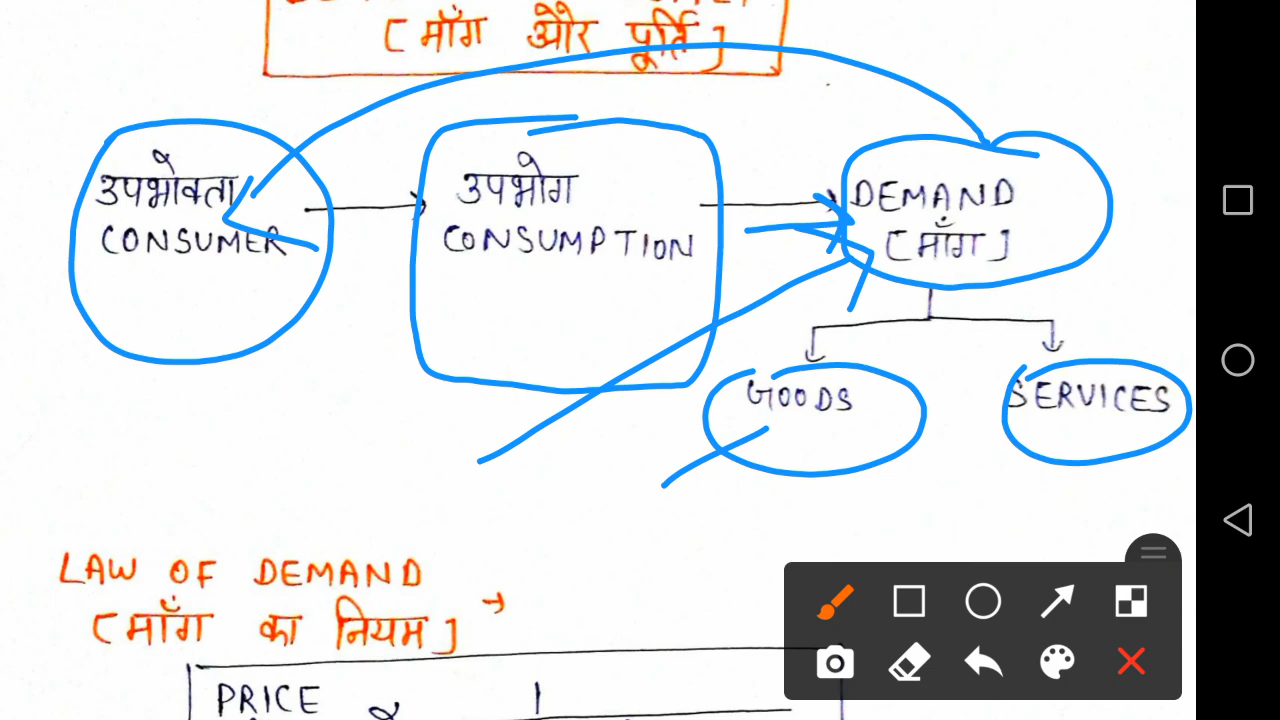 [माँग और पूर्ति]
उपभोक्ता
CONSUMER
उपभोग
CONSUMPTION
DEMAND
[माँग]
GOODS
SERVICES
LAW OF DEMAND
[माँग का नियम] →
PRICE